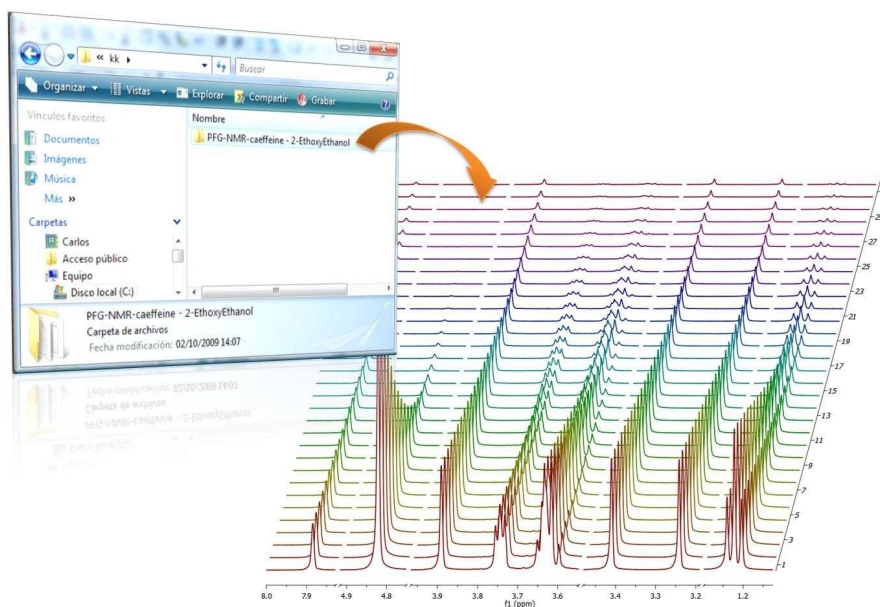 « kk
Buscar
Organizar Vistas Explorar Compartir Grabar
Vínculos favoritos
Documentos
Imágenes
Música
Más »
Carpetas
Carlos
Acceso público
Equipo
Disco local (C:)
Nombre
PFG-NMR-caeffeine - 2-EthoxyEthanol
PFG-NMR-caeffeine - 2-EthoxyEthanol
Carpeta de archivos
Fecha modificación: 02/10/2009 14:07
27
25
23
21
19
17
15
13
11
9
7
5
3
1
8.0 7.9 4.9 4.8 3.9 3.8 3.7 3.6 3.4 3.3 3.2 1.2
f1 (ppm)